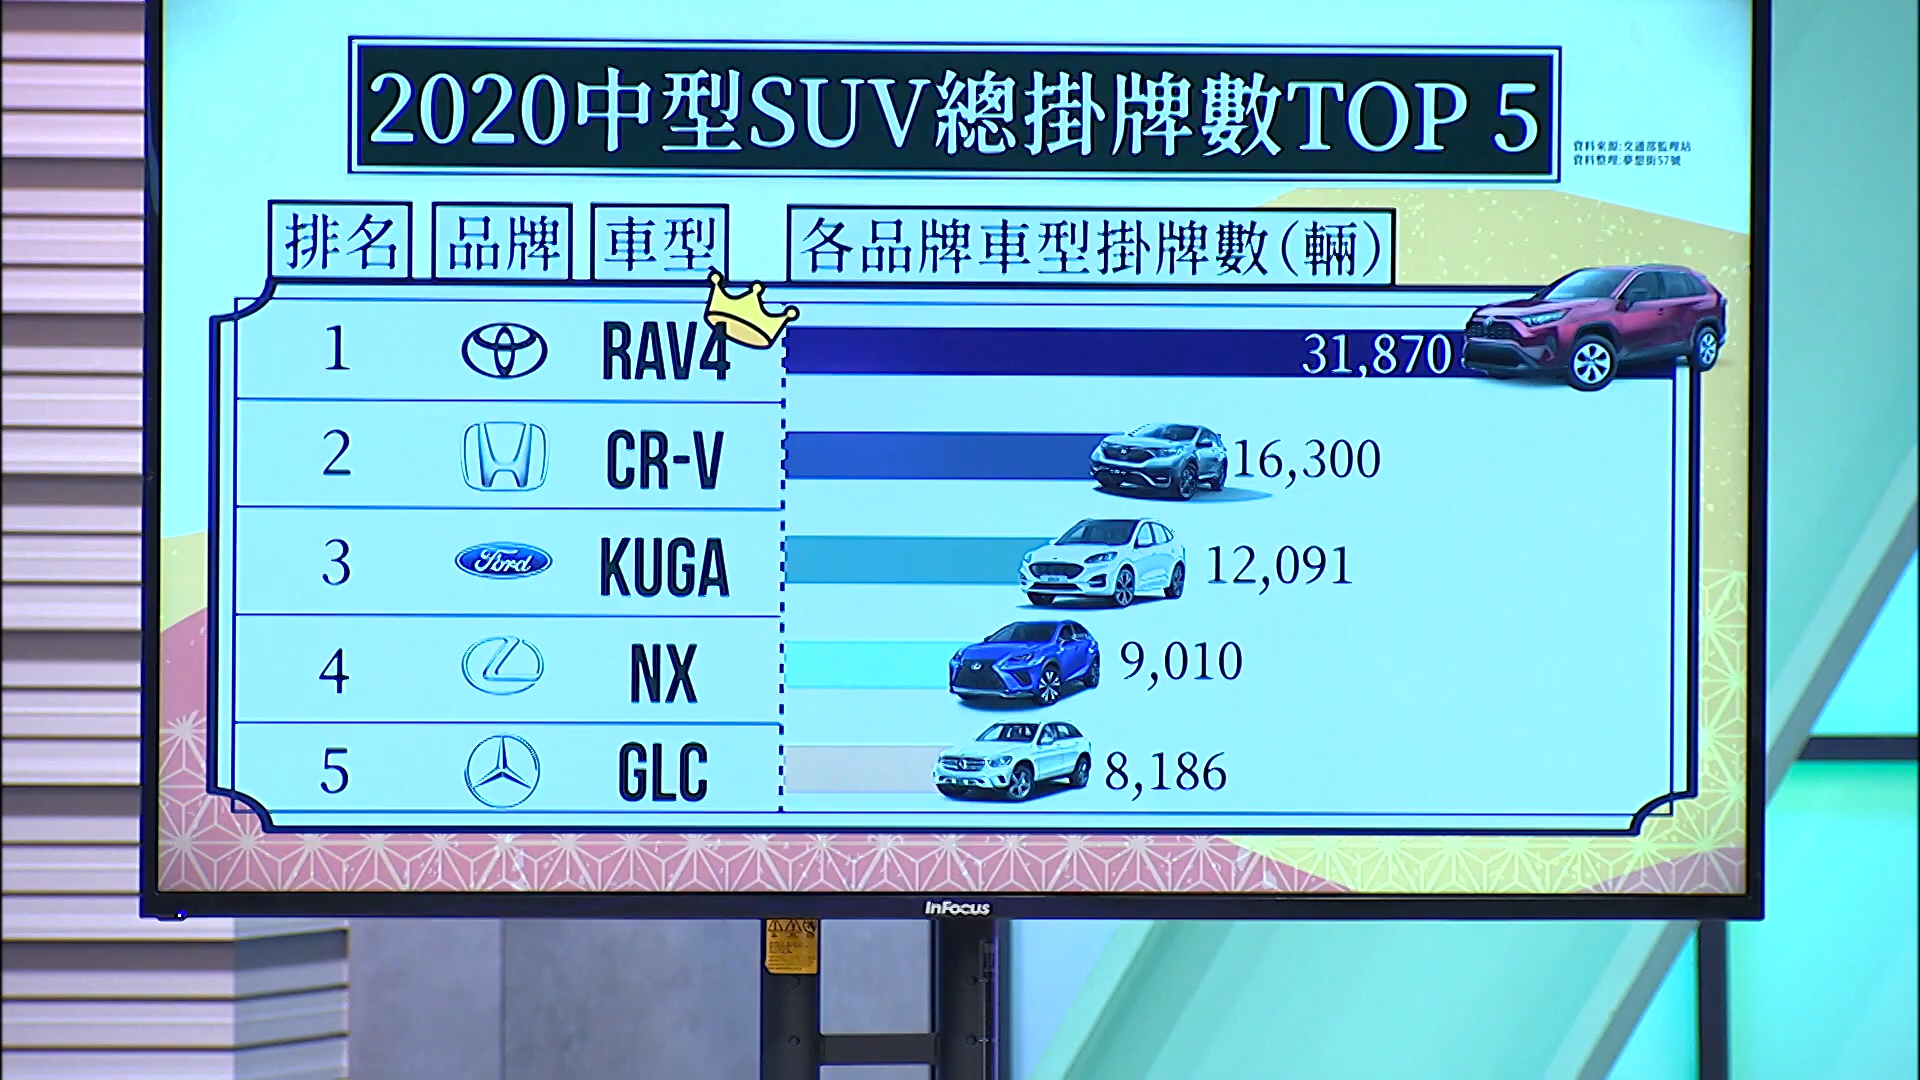 2020中型SUV總掛牌數TOP 5
資料來源:交通部監理站
資料整理:夢想街57號
排名 品牌 車型 各品牌車型掛牌數(輛)
1 RAV4 31,870
2 CR-V 16,300
3 Ford KUGA 12,091
4 NX 9,010
5 GLC 8,186
InFocus